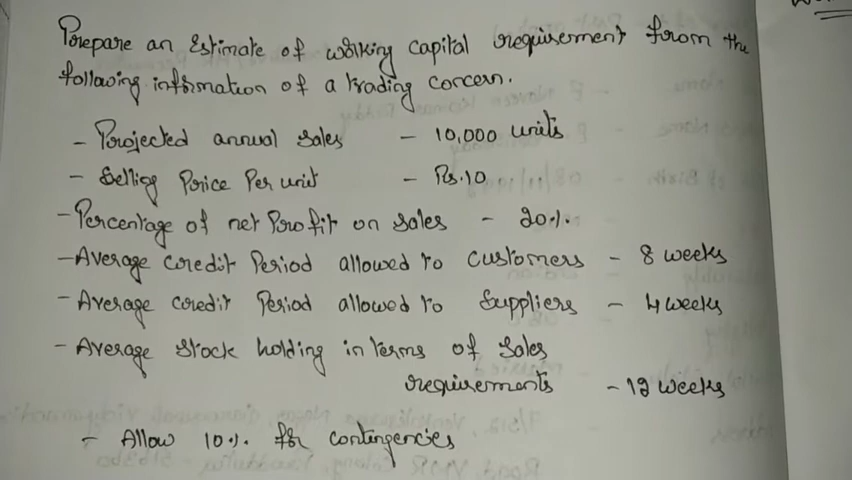 Prepare an Estimate of working capital requirement from the
following information of a trading concern.
- Projected annual sales - 10,000 units
- Selling Price Per unit - Rs.10
- Percentage of net Profit on sales - 20%.
- Average credit Period allowed to customers - 8 weeks
- Average credit Period allowed to Suppliers - 4 weeks
- Average stock holding in terms of sales
requirements - 12 weeks
- Allow 10% for contingencies